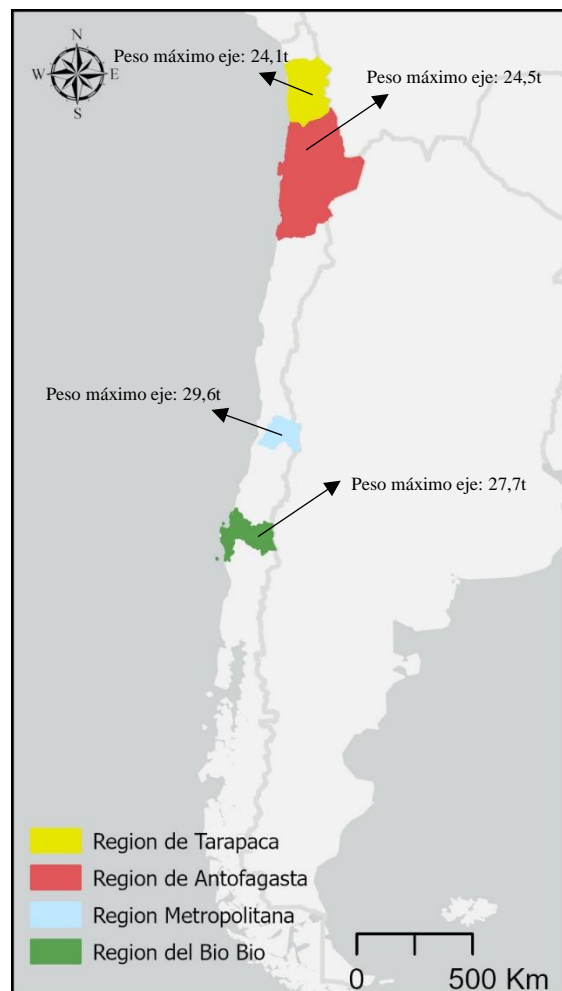 N
W E
S
Peso máximo eje: 24,1t
Peso máximo eje: 24,5t
Peso máximo eje: 29,6t
Peso máximo eje: 27,7t
Region de Tarapaca
Region de Antofagasta
Region Metropolitana
Region del Bio Bio
0 500 Km